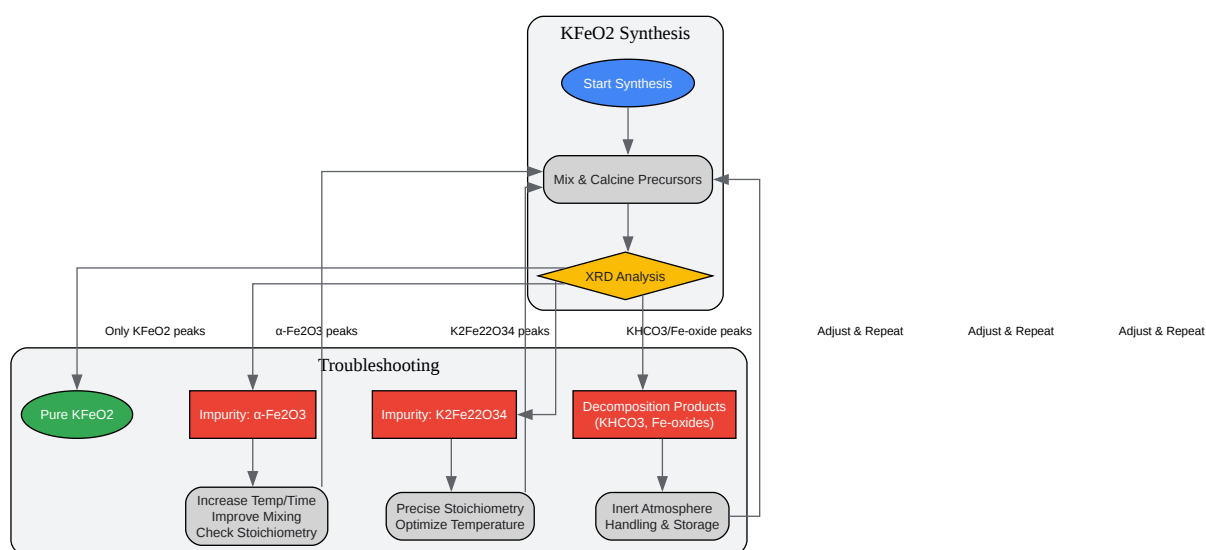 KFeO2 Synthesis
Start Synthesis
Mix & Calcine Precursors
XRD Analysis
Only KFeO2 peaks
α-Fe2O3 peaks
K2Fe22O34 peaks
KHCO3/Fe-oxide peaks
Adjust & Repeat
Adjust & Repeat
Adjust & Repeat
Troubleshooting
Pure KFeO2
Impurity: α-Fe2O3
Impurity: K2Fe22O34
Decomposition Products
(KHCO3, Fe-oxides)
Increase Temp/Time
Improve Mixing
Check Stoichiometry
Precise Stoichiometry
Optimize Temperature
Inert Atmosphere
Handling & Storage